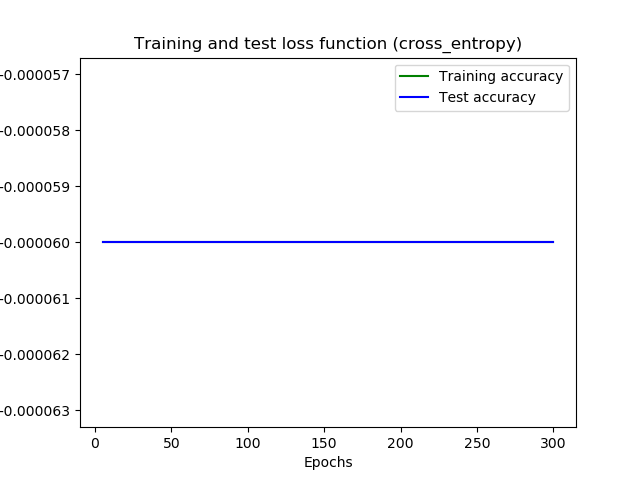 Training and test loss function (cross_entropy)
Training accuracy
Test accuracy
-0.000057
-0.000058
-0.000059
-0.000060
-0.000061
-0.000062
-0.000063
0 50 100 150 200 250 300
Epochs